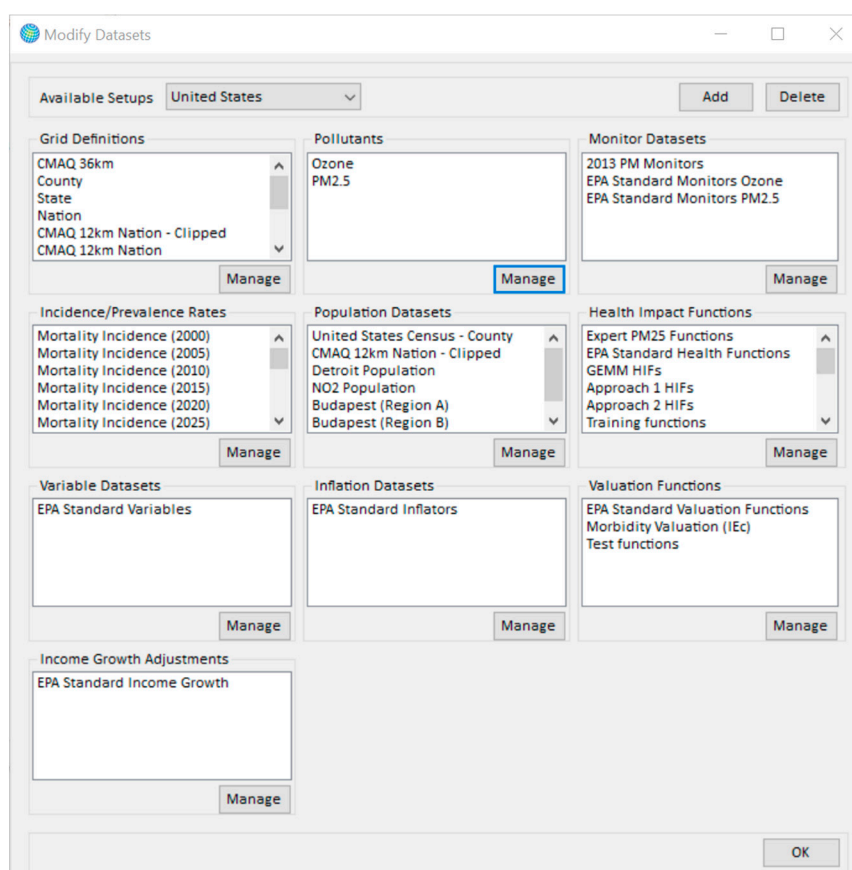 Modify Datasets
Available Setups United States Add Delete
Grid Definitions
CMAQ 36km
County
State
Nation
CMAQ 12km Nation - Clipped
CMAQ 12km Nation
Manage
Pollutants
Ozone
PM2.5
Manage
Monitor Datasets
2013 PM Monitors
EPA Standard Monitors Ozone
EPA Standard Monitors PM2.5
Manage
Incidence/Prevalence Rates
Mortality Incidence (2000)
Mortality Incidence (2005)
Mortality Incidence (2010)
Mortality Incidence (2015)
Mortality Incidence (2020)
Mortality Incidence (2025)
Manage
Population Datasets
United States Census - County
CMAQ 12km Nation - Clipped
Detroit Population
NO2 Population
Budapest (Region A)
Budapest (Region B)
Manage
Health Impact Functions
Expert PM25 Functions
EPA Standard Health Functions
GEMM HIFs
Approach 1 HIFs
Approach 2 HIFs
Training functions
Manage
Variable Datasets
EPA Standard Variables
Manage
Inflation Datasets
EPA Standard Inflators
Manage
Valuation Functions
EPA Standard Valuation Functions
Morbidity Valuation (IEc)
Test functions
Manage
Income Growth Adjustments
EPA Standard Income Growth
Manage
OK